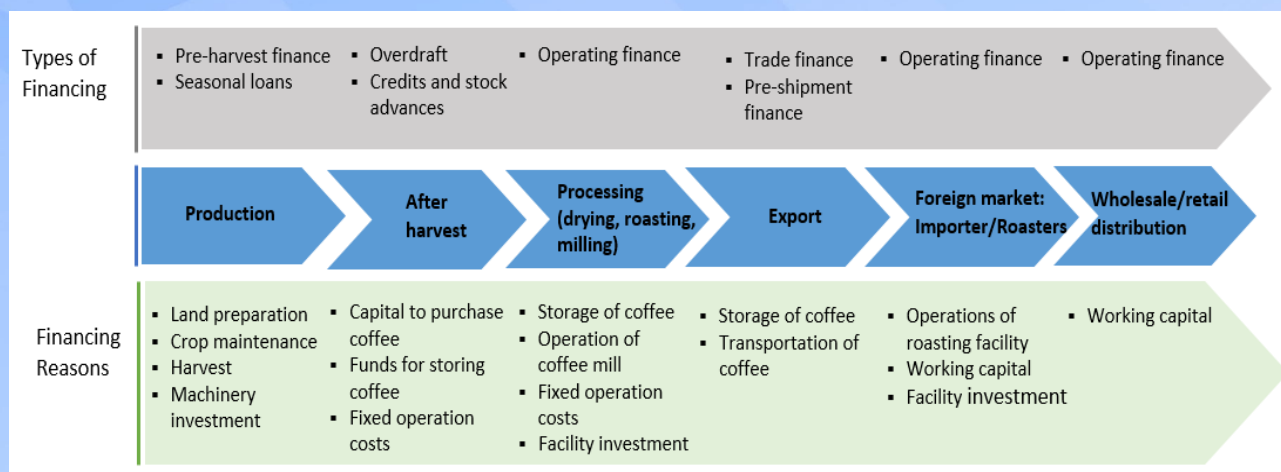 Types of
Financing
▪ Pre-harvest finance
▪ Seasonal loans
▪ Overdraft
▪ Credits and stock
advances
▪ Operating finance
▪ Trade finance
▪ Pre-shipment
finance
▪ Operating finance
▪ Operating finance
Production
After
harvest
Processing
(drying, roasting,
milling)
Export
Foreign market:
Importer/Roasters
Wholesale/retail
distribution
Financing
Reasons
▪ Land preparation
▪ Crop maintenance
▪ Harvest
▪ Machinery
investment
▪ Capital to purchase
coffee
▪ Funds for storing
coffee
▪ Fixed operation
costs
▪ Storage of coffee
▪ Operation of
coffee mill
▪ Fixed operation
costs
▪ Facility investment
▪ Storage of coffee
▪ Transportation of
coffee
▪ Operations of
roasting facility
▪ Working capital
▪ Facility investment
▪ Working capital